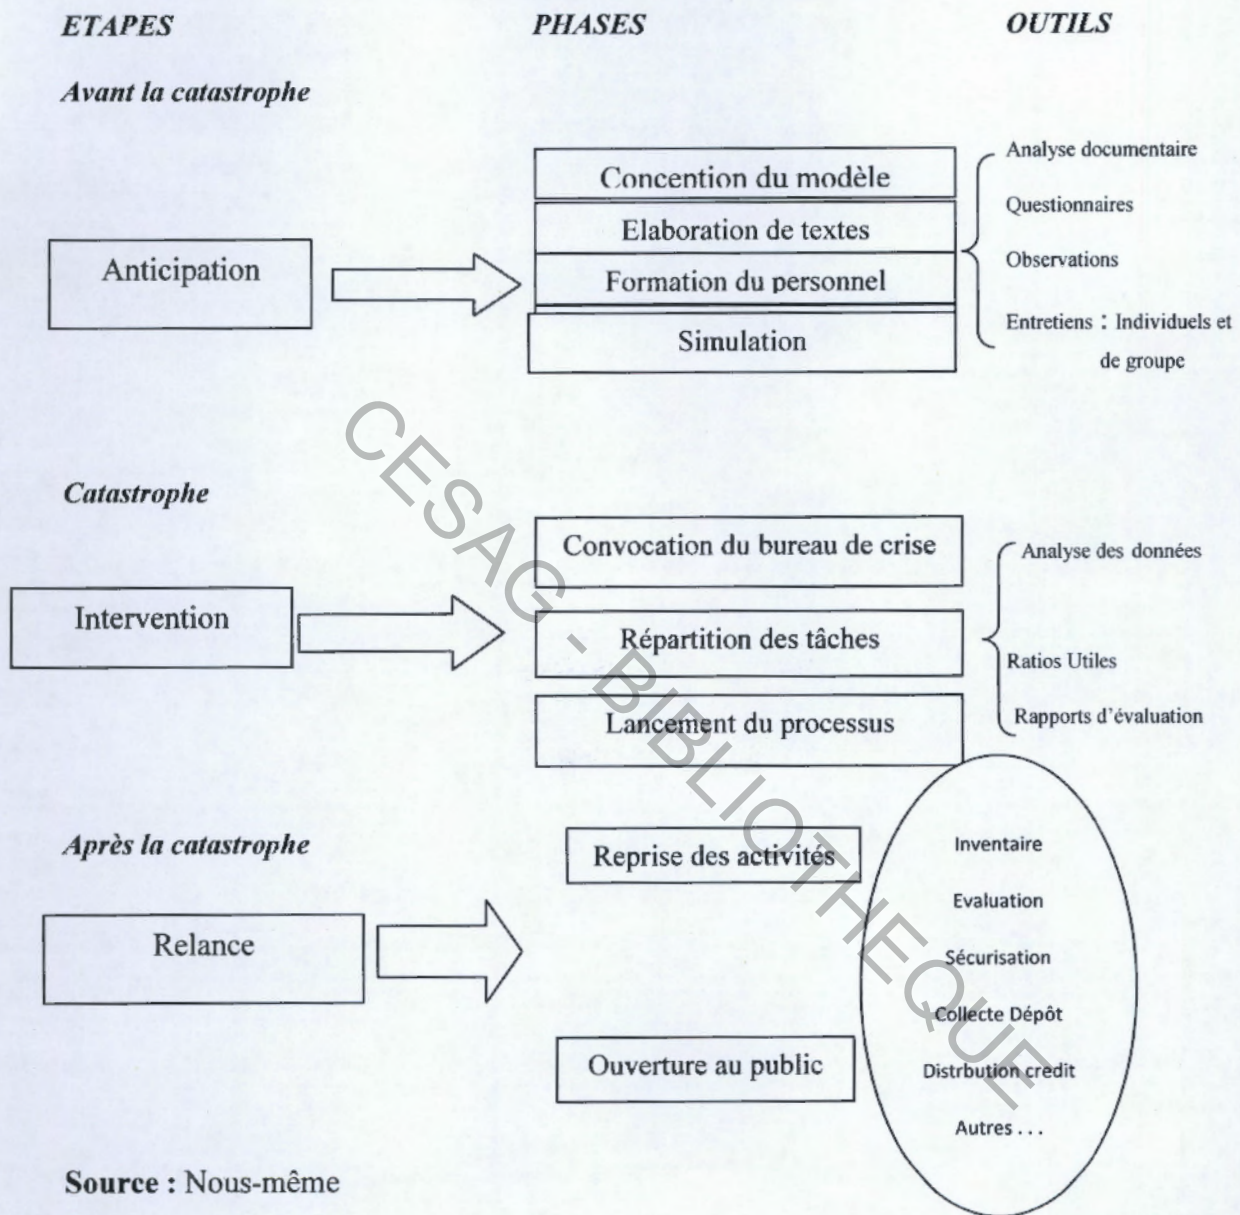 ETAPES PHASES OUTILS
Avant la catastrophe
Anticipation
Concention du modèle
Elaboration de textes
Formation du personnel
Simulation
Analyse documentaire
Questionnaires
Observations
Entretiens : Individuels et
de groupe
Catastrophe
Intervention
Convocation du bureau de crise
Répartition des tâches
Lancement du processus
Analyse des données
Ratios Utiles
Rapports d'évaluation
Après la catastrophe
Relance
Reprise des activités
Ouverture au public
Inventaire
Evaluation
Sécurisation
Collecte Dépôt
Distrbution credit
Autres . . .
Source : Nous-même
CESAG - BIBLIOTHEQUE